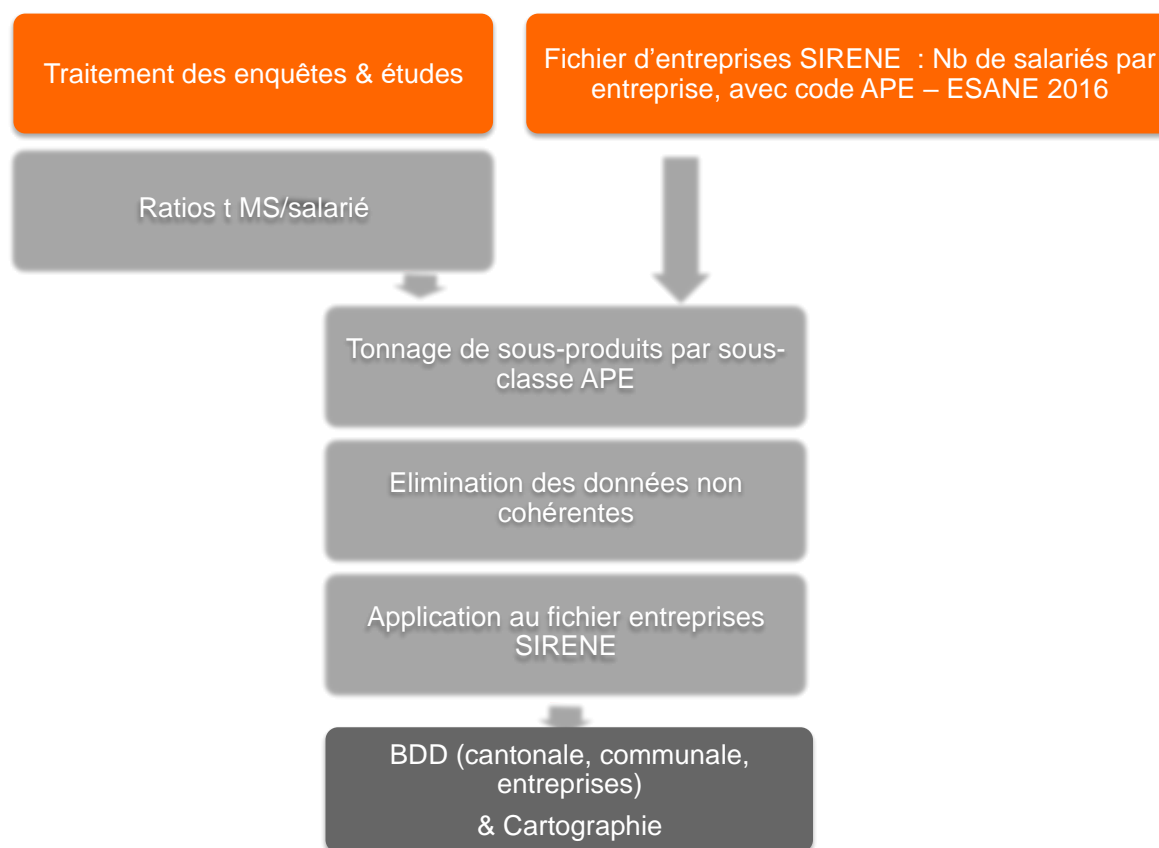 Traitement des enquêtes & études
Fichier d'entreprises SIRENE  : Nb de salariés par
entreprise, avec code APE – ESANE 2016
Ratios t MS/salarié
Tonnage de sous-produits par sous-
classe APE
Elimination des données non
cohérentes
Application au fichier entreprises
SIRENE
BDD (cantonale, communale,
entreprises)
& Cartographie